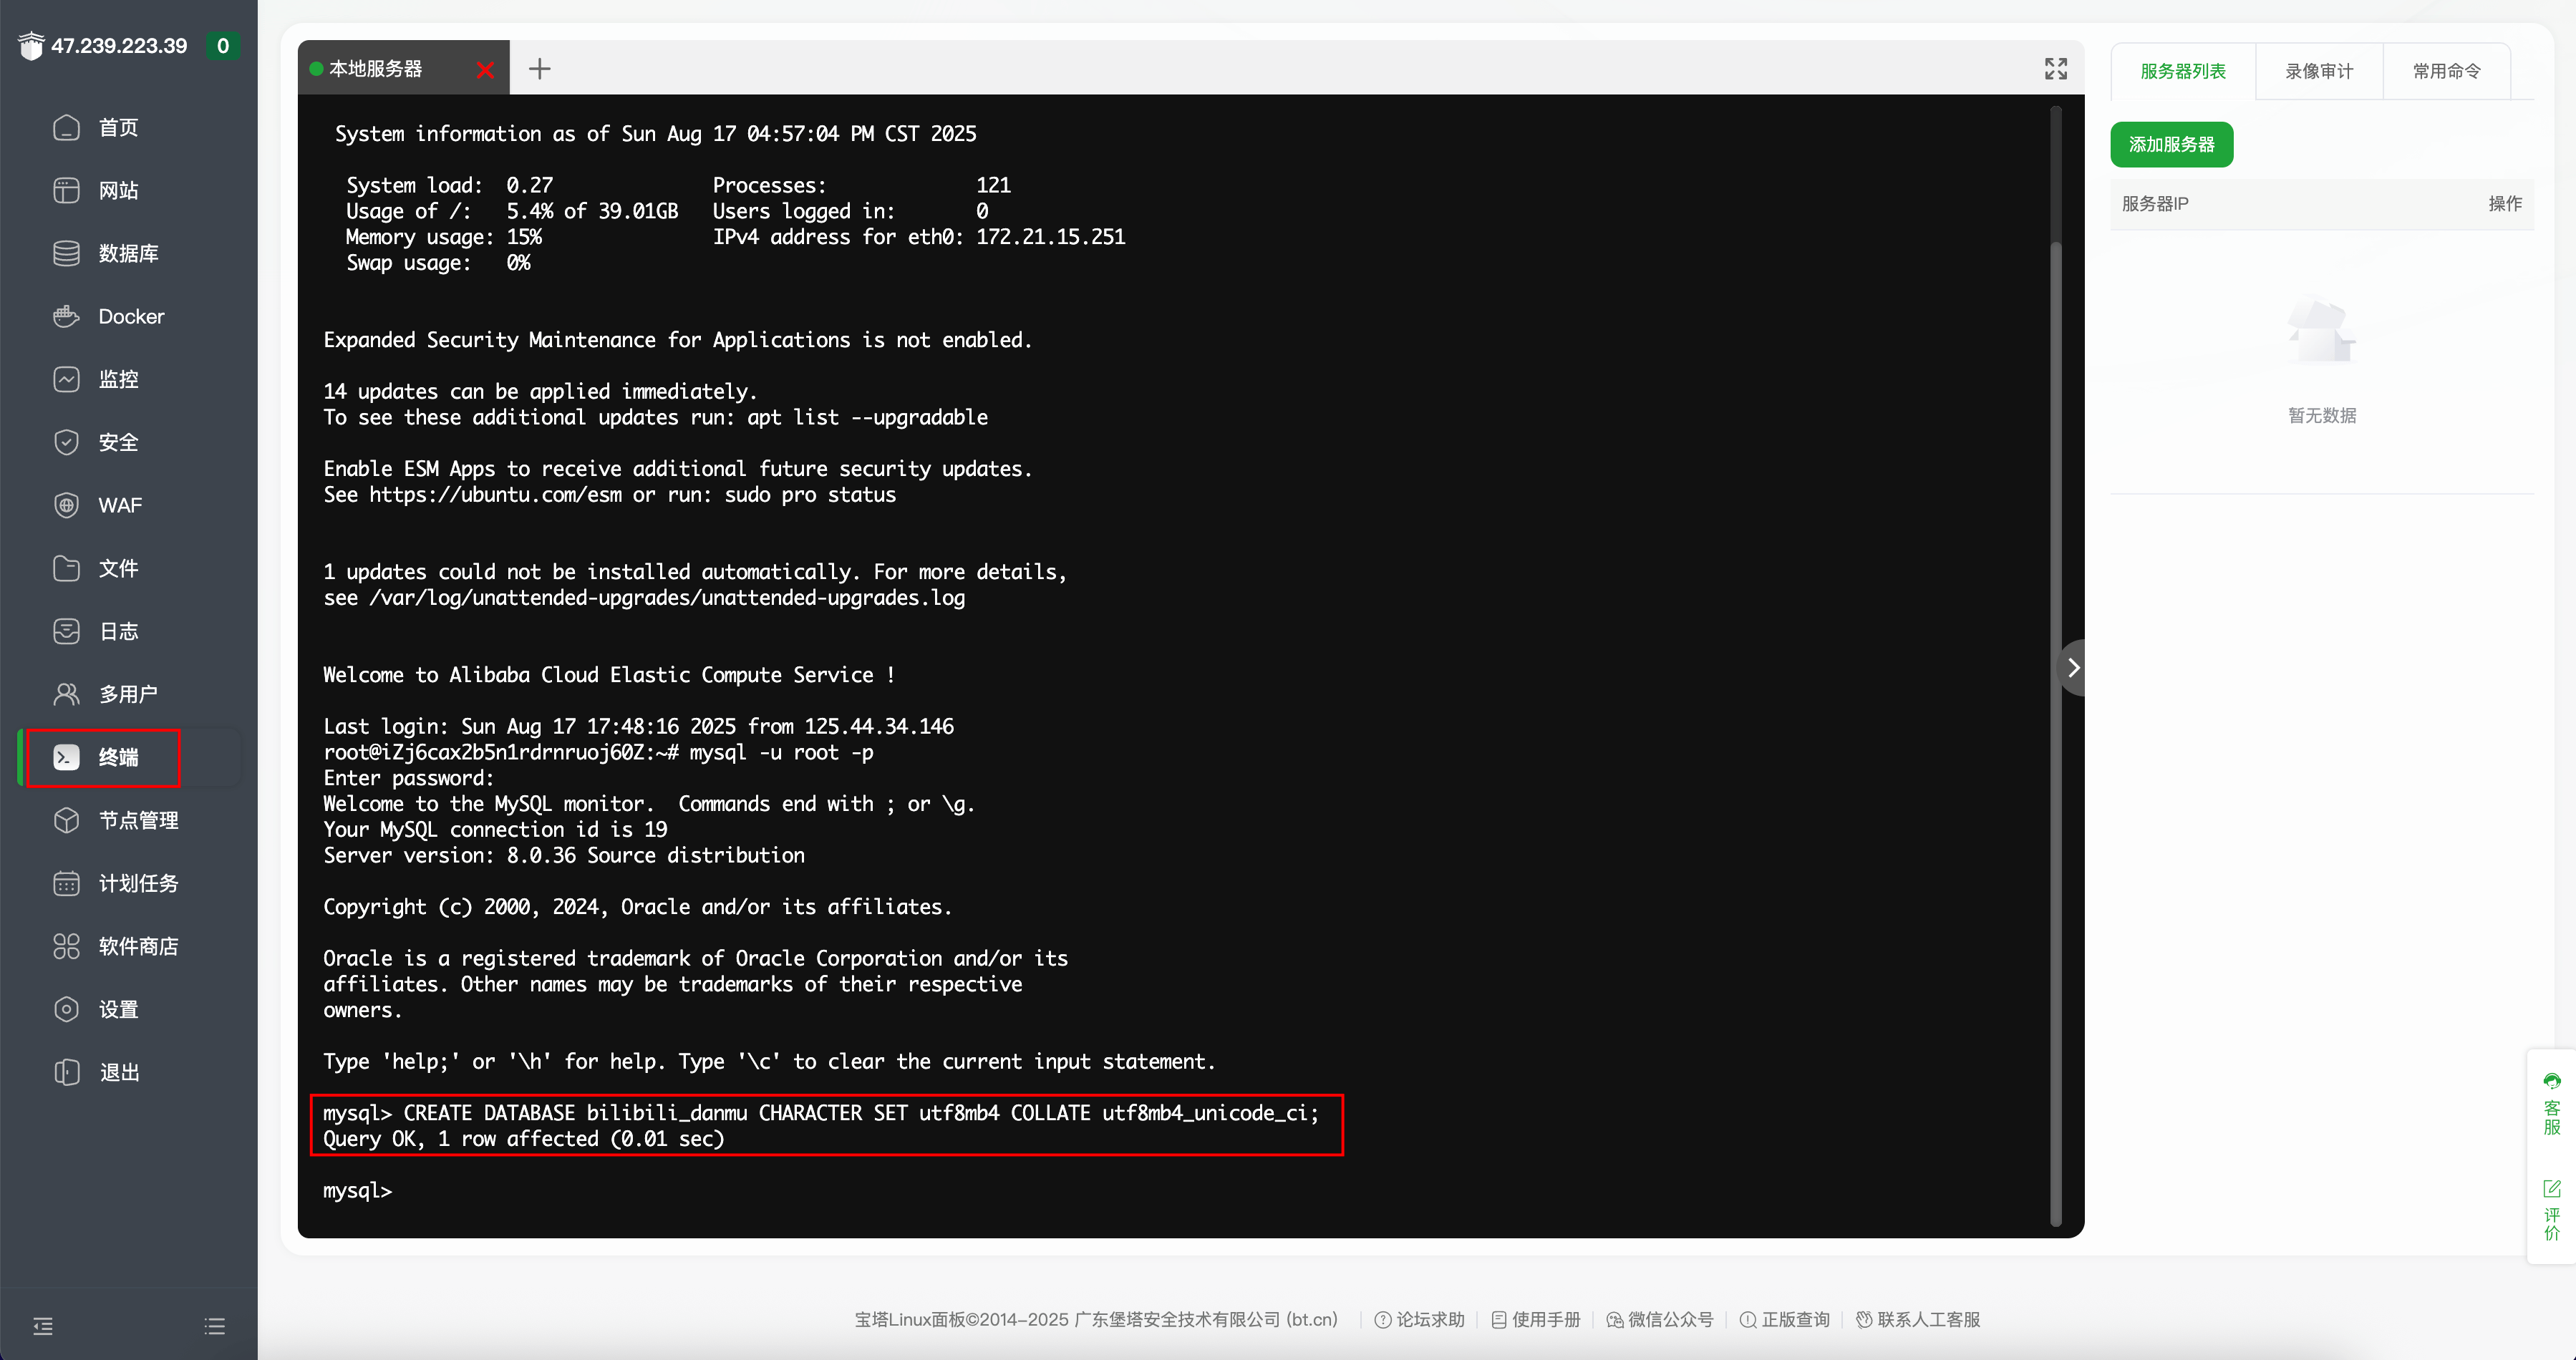 47.239.223.39 0
首页
网站
数据库
Docker
监控
安全
WAF
文件
日志
多用户
终端
节点管理
计划任务
软件商店
设置
退出
本地服务器
System information as of Sun Aug 17 04:57:04 PM CST 2025
System load: 0.27 Processes: 121
Usage of /: 5.4% of 39.01GB Users logged in: 0
Memory usage: 15% IPv4 address for eth0: 172.21.15.251
Swap usage: 0%
Expanded Security Maintenance for Applications is not enabled.
14 updates can be applied immediately.
To see these additional updates run: apt list --upgradable
Enable ESM Apps to receive additional future security updates.
See https://ubuntu.com/esm or run: sudo pro status
1 updates could not be installed automatically. For more details,
see /var/log/unattended-upgrades/unattended-upgrades.log
Welcome to Alibaba Cloud Elastic Compute Service !
Last login: Sun Aug 17 17:48:16 2025 from 125.44.34.146
root@iZj6cax2b5n1rdrnruoj60Z:~# mysql -u root -p
Enter password:
Welcome to the MySQL monitor.  Commands end with ; or \g.
Your MySQL connection id is 19
Server version: 8.0.36 Source distribution
Copyright (c) 2000, 2024, Oracle and/or its affiliates.
Oracle is a registered trademark of Oracle Corporation and/or its
affiliates. Other names may be trademarks of their respective
owners.
Type 'help;' or '\h' for help. Type '\c' to clear the current input statement.
mysql> CREATE DATABASE bilibili_danmu CHARACTER SET utf8mb4 COLLATE utf8mb4_unicode_ci;
Query OK, 1 row affected (0.01 sec)
mysql>
服务器列表 录像审计 常用命令
添加服务器
服务器IP 操作
暂无数据
客服
评价
宝塔Linux面板©2014-2025 广东堡塔安全技术有限公司 (bt.cn) 论坛求助 使用手册 微信公众号 正版查询 联系人工客服